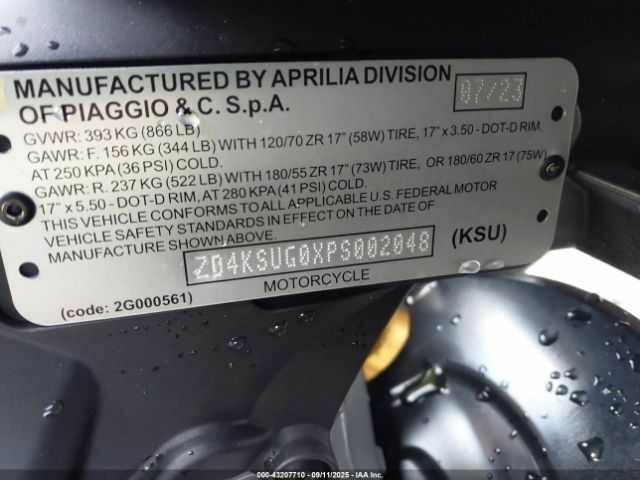 MANUFACTURED BY APRILIA DIVISION 07/23
OF PIAGGIO & C. S.p.A.
GVWR: 393 KG (866 LB)
GAWR: F. 156 KG (344 LB) WITH 120/70 ZR 17" (58W) TIRE, 17" x 3.50 - DOT-D RIM,
AT 250 KPA (36 PSI) COLD.
GAWR: R. 237 KG (522 LB) WITH 180/55 ZR 17" (73W) TIRE, OR 180/60 ZR 17 (75W)
17" x 5.50 - DOT-D RIM, AT 280 KPA (41 PSI) COLD.
THIS VEHICLE CONFORMS TO ALL APPLICABLE U.S. FEDERAL MOTOR
VEHICLE SAFETY STANDARDS IN EFFECT ON THE DATE OF
MANUFACTURE SHOWN ABOVE.
ZD4KSUG0XPS002048 (KSU)
MOTORCYCLE
(code: 2G000561)
000-43207710 - 09/11/2025 - IAA Inc.